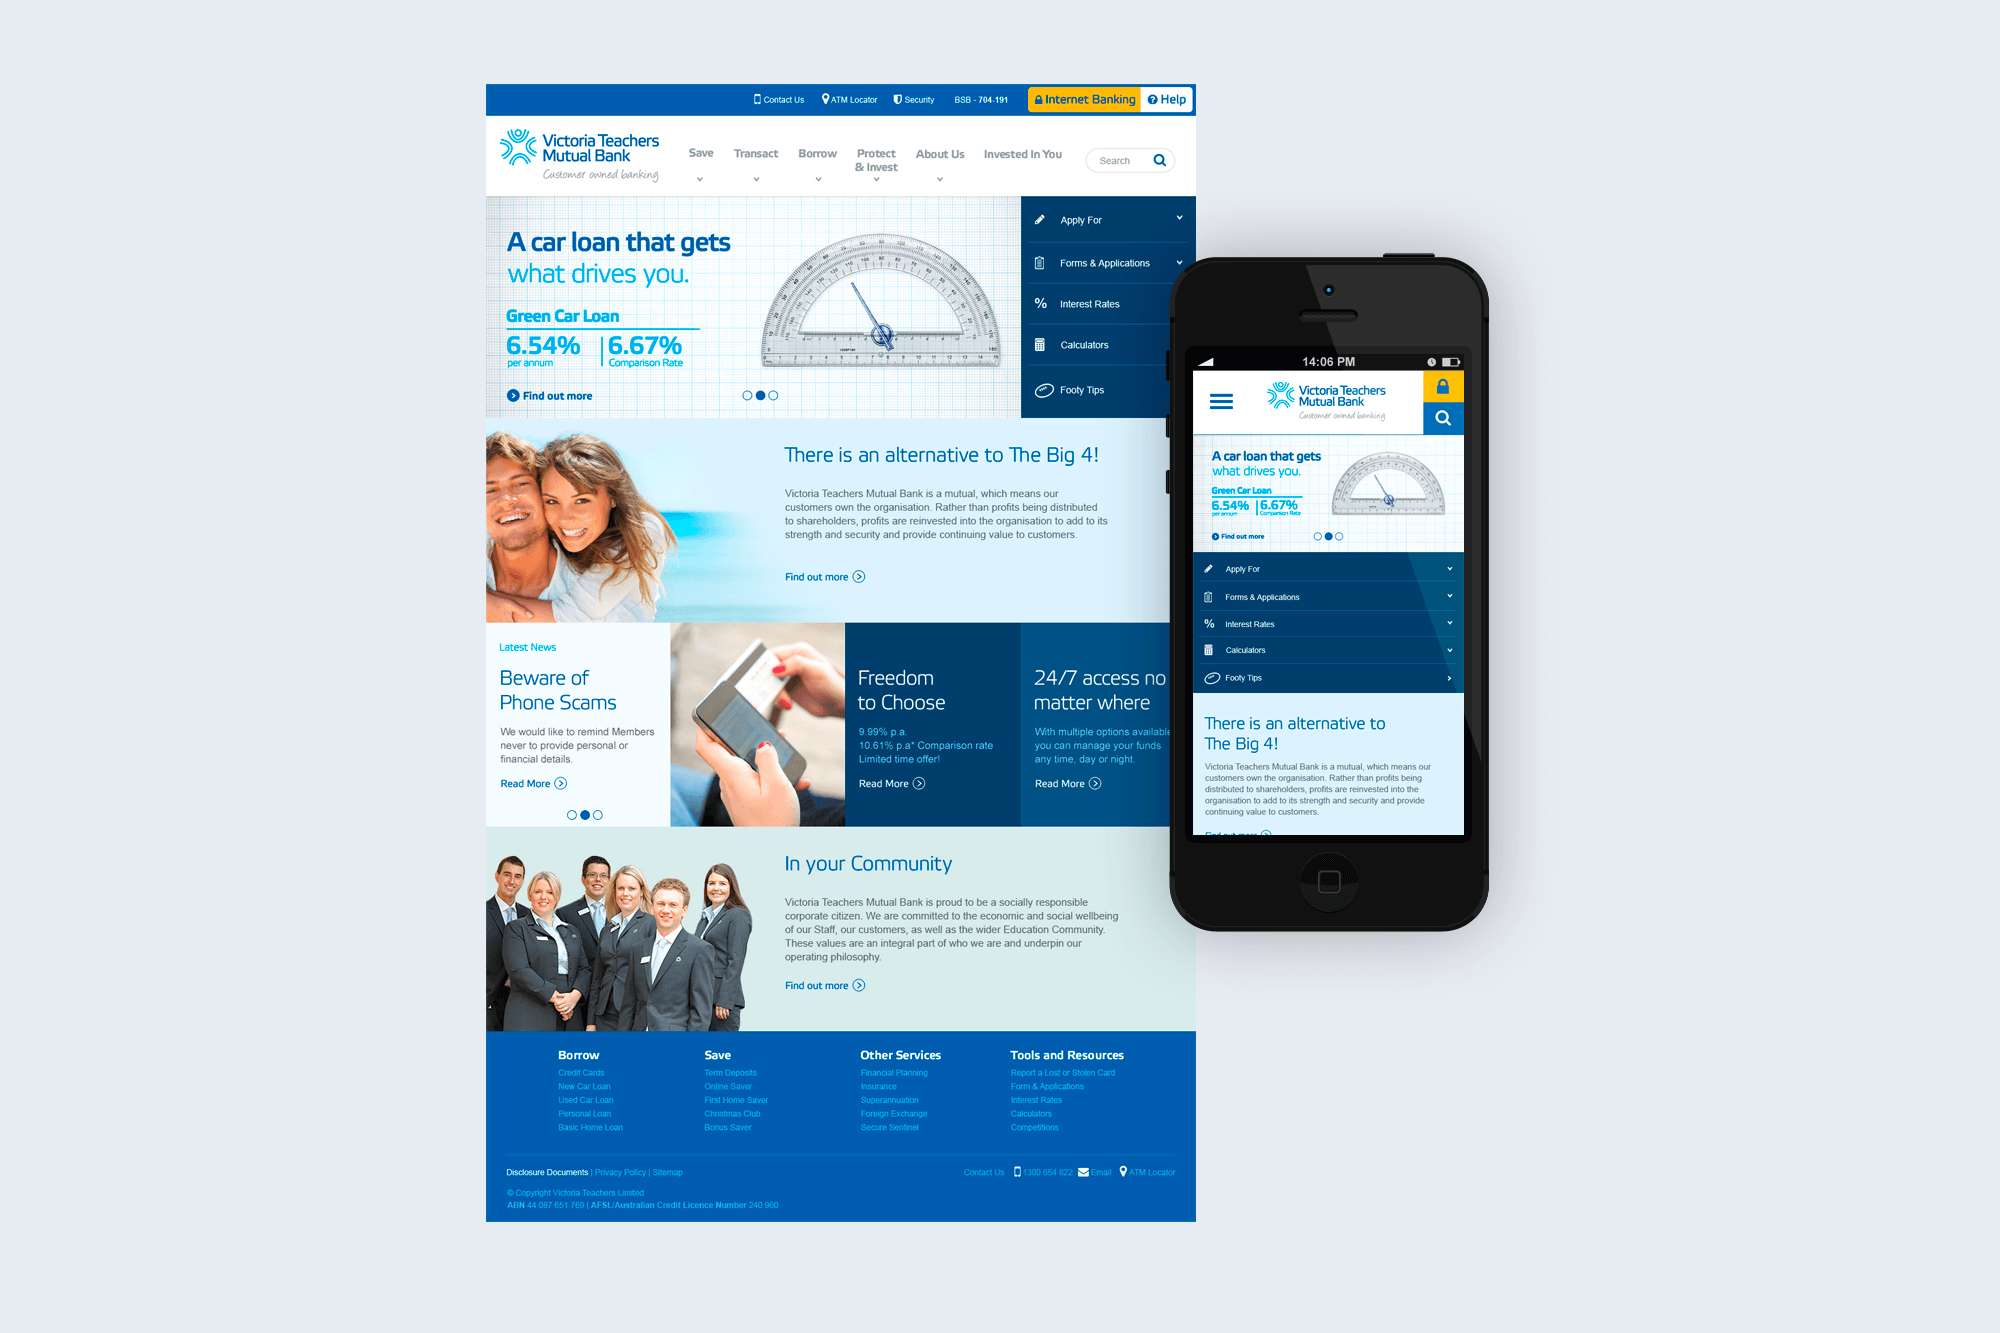 Contact Us ATM Locator Security BSB - 704-191 Internet Banking Help
Victoria Teachers
Mutual Bank
Customer owned banking
Save Transact Borrow Protect
& Invest About Us Invested In You
Search
A car loan that gets
what drives you.
Green Car Loan
6.54% 6.67%
per annum Comparison Rate
Find out more
Apply For
Forms & Applications
% Interest Rates
Calculators
Footy Tips
There is an alternative to The Big 4!
Victoria Teachers Mutual Bank is a mutual, which means our
customers own the organisation. Rather than profits being distributed
to shareholders, profits are reinvested into the organisation to add to its
strength and security and provide continuing value to customers.
Find out more
Latest News
Beware of
Phone Scams
We would like to remind Members
never to provide personal or
financial details.
Read More
Freedom
to Choose
9.99% p.a.
10.61% p.a* Comparison rate
Limited time offer!
Read More
24/7 access no
matter where
With multiple options available
you can manage your funds
any time, day or night.
Read More
In your Community
Victoria Teachers Mutual Bank is proud to be a socially responsible
corporate citizen. We are committed to the economic and social wellbeing
of our Staff, our customers, as well as the wider Education Community.
These values are an integral part of who we are and underpin our
operating philosophy.
Find out more
Borrow
Credit Cards
New Car Loan
Used Car Loan
Personal Loan
Basic Home Loan
Save
Term Deposits
Online Saver
First Home Saver
Christmas Club
Bonus Saver
Other Services
Financial Planning
Insurance
Superannuation
Foreign Exchange
Secure Sentinel
Tools and Resources
Report a Lost or Stolen Card
Form & Applications
Interest Rates
Calculators
Competitions
Disclosure Documents | Privacy Policy | Sitemap
Contact Us 1300 654 822 Email ATM Locator
© Copyright Victoria Teachers Limited
ABN 44 087 651 769 | AFSL/Australian Credit Licence Number 240 960
14:06 PM
Victoria Teachers
Mutual Bank
Customer owned banking
A car loan that gets
what drives you.
Green Car Loan
6.54% 6.67%
per annum Comparison Rate
Find out more
Apply For
Forms & Applications
% Interest Rates
Calculators
Footy Tips
There is an alternative to
The Big 4!
Victoria Teachers Mutual Bank is a mutual, which means our
customers own the organisation. Rather than profits being
distributed to shareholders, profits are reinvested into the
organisation to add to its strength and security and provide
continuing value to customers.
Find out more